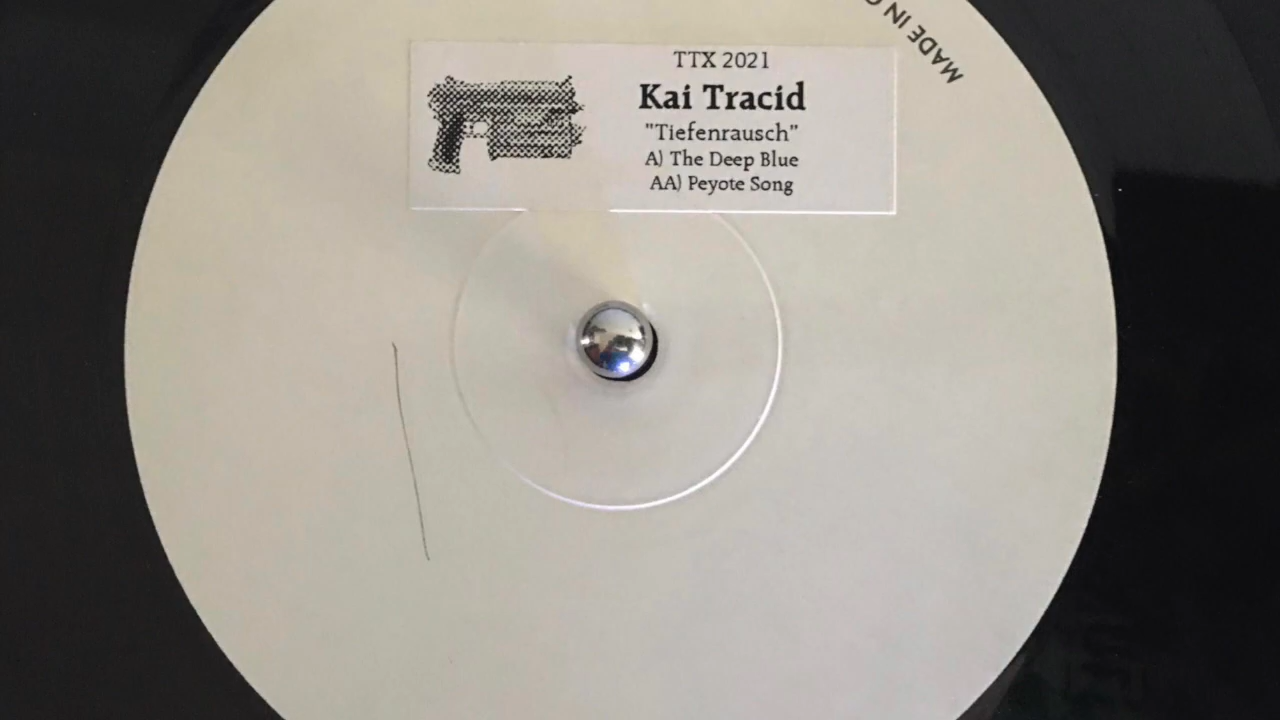 TTX 2021
Kai Tracid
"Tiefenrausch"
A) The Deep Blue
AA) Peyote Song
MADE IN